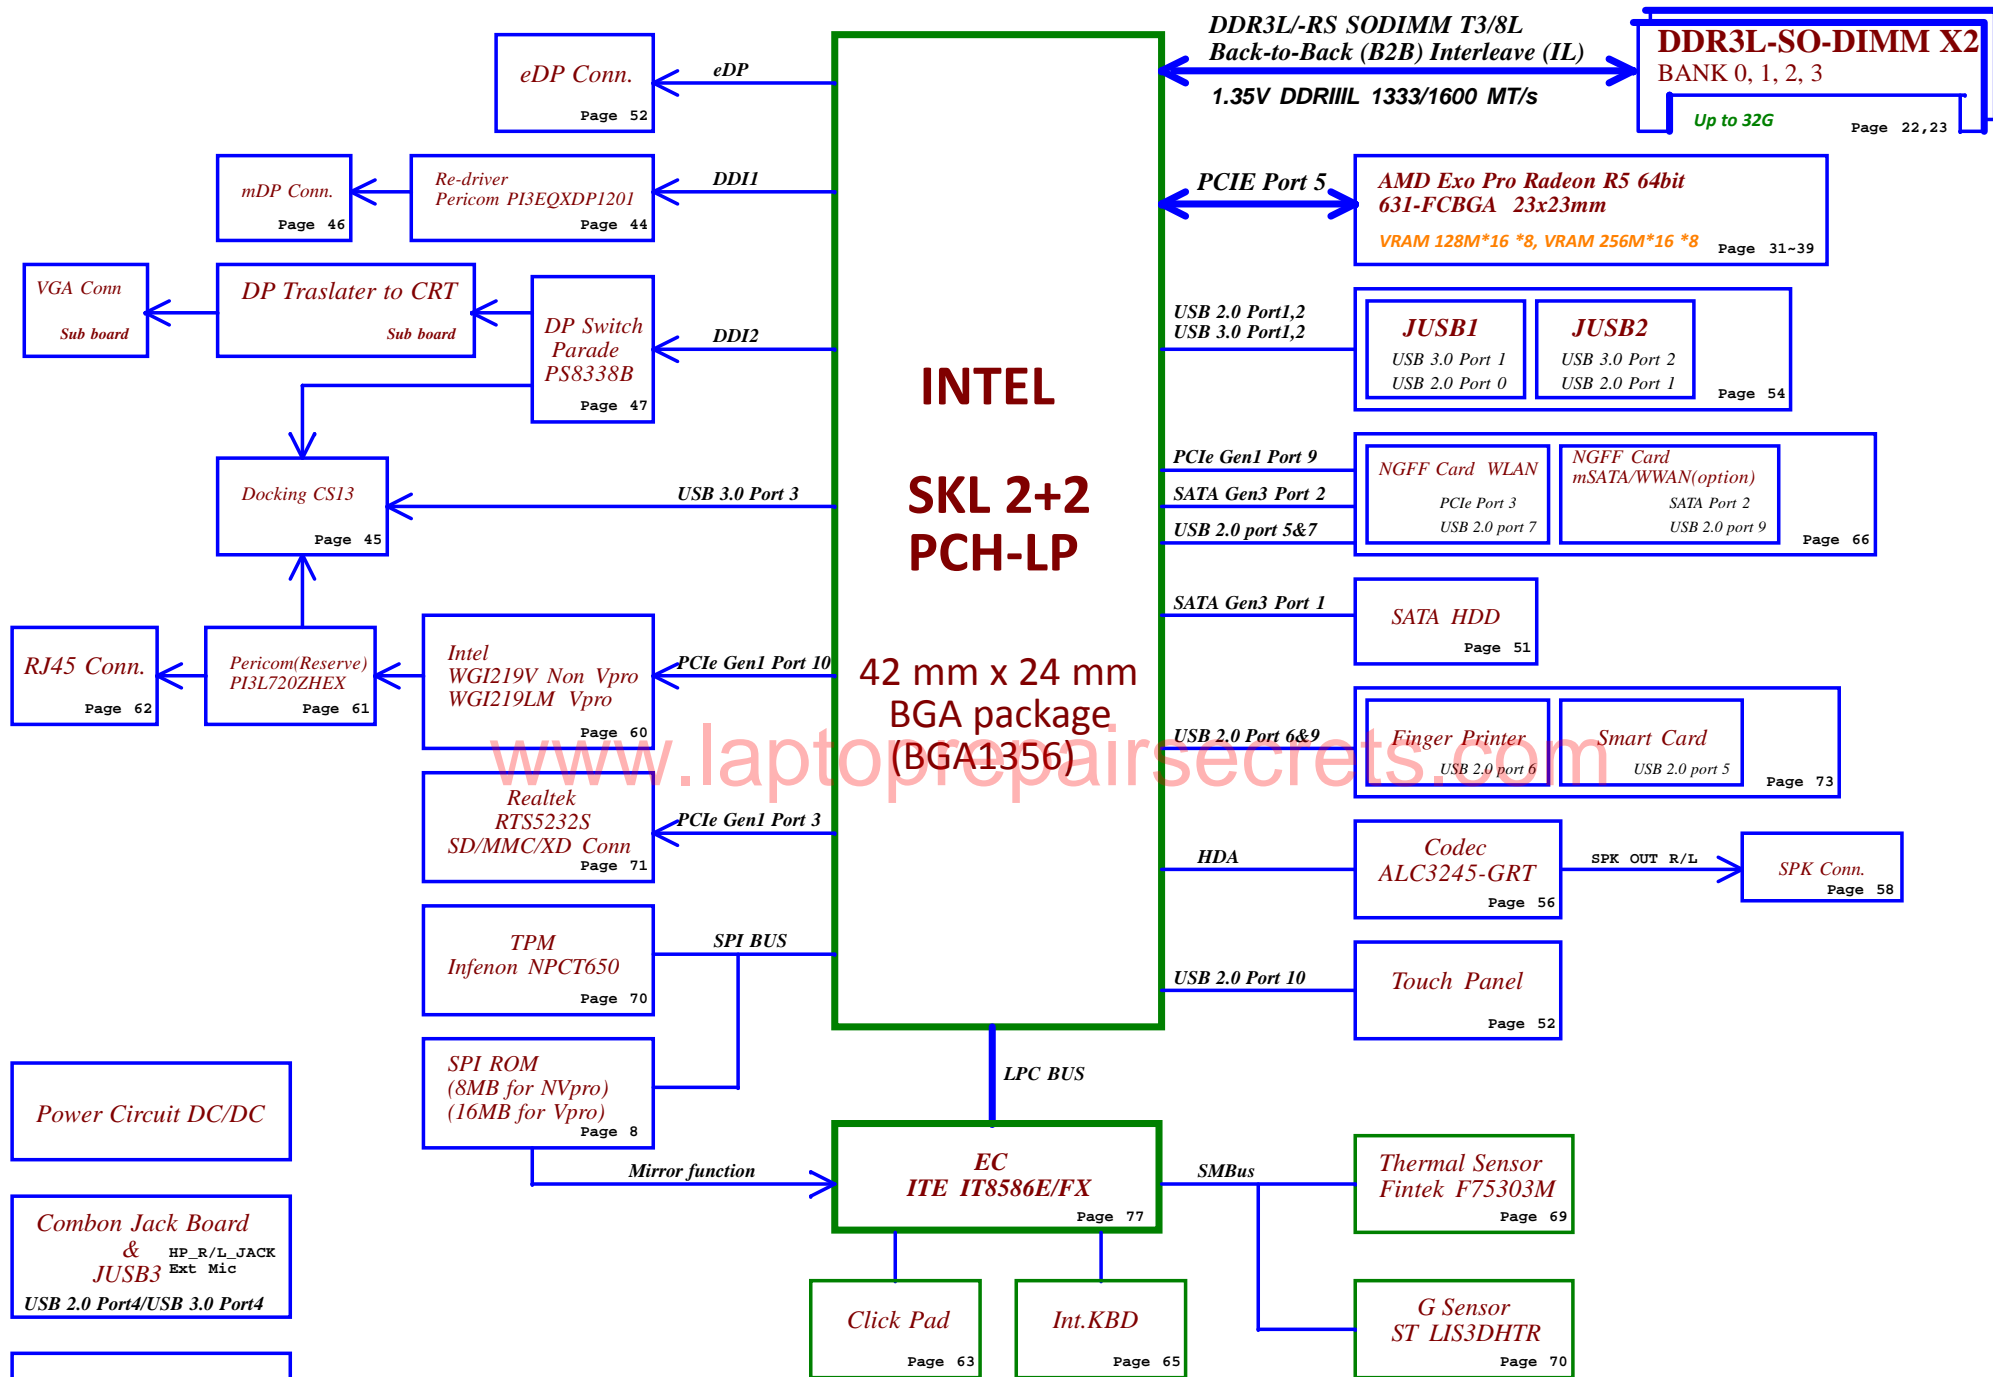 DDR3L/-RS SODIMM T3/8L
Back-to-Back (B2B) Interleave (IL)
1.35V DDRIIIL 1333/1600 MT/s
DDR3L-SO-DIMM X2
BANK 0, 1, 2, 3
Up to 32G
Page 22,23
eDP Conn.
Page 52
eDP
mDP Conn.
Page 46
Re-driver
Pericom PI3EQXDP1201
Page 44
DDI1
PCIE Port 5
AMD Exo Pro Radeon R5 64bit
631-FCBGA 23x23mm
VRAM 128M*16 *8, VRAM 256M*16 *8
Page 31~39
VGA Conn
Sub board
DP Traslater to CRT
Sub board
DP Switch
Parade
PS8338B
Page 47
DDI2
USB 2.0 Port1,2
USB 3.0 Port1,2
JUSB1
USB 3.0 Port 1
USB 2.0 Port 0
JUSB2
USB 3.0 Port 2
USB 2.0 Port 1
Page 54
INTEL
SKL 2+2
PCH-LP
42 mm x 24 mm
BGA package
(BGA1356)
Docking CS13
Page 45
USB 3.0 Port 3
PCIe Gen1 Port 9
SATA Gen3 Port 2
USB 2.0 port 5&7
NGFF Card WLAN
PCIe Port 3
USB 2.0 port 7
NGFF Card
mSATA/WWAN(option)
SATA Port 2
USB 2.0 port 9
Page 66
SATA Gen3 Port 1
SATA HDD
Page 51
RJ45 Conn.
Page 62
Pericom(Reserve)
PI3L720ZHEX
Page 61
Intel
WGI219V Non Vpro
WGI219LM Vpro
Page 60
PCIe Gen1 Port 10
USB 2.0 Port 6&9
Finger Printer
USB 2.0 port 6
Smart Card
USB 2.0 port 5
Page 73
www.laptoprepairsecrets.com
Realtek
RTS5232S
SD/MMC/XD Conn
Page 71
PCIe Gen1 Port 3
HDA
Codec
ALC3245-GRT
Page 56
SPK OUT R/L
SPK Conn.
Page 58
TPM
Infenon NPCT650
Page 70
SPI BUS
USB 2.0 Port 10
Touch Panel
Page 52
SPI ROM
(8MB for NVpro)
(16MB for Vpro)
Page 8
LPC BUS
Power Circuit DC/DC
Mirror function
EC
ITE IT8586E/FX
Page 77
SMBus
Thermal Sensor
Fintek F75303M
Page 69
Combon Jack Board
&
JUSB3
HP_R/L_JACK
Ext Mic
USB 2.0 Port4/USB 3.0 Port4
Click Pad
Page 63
Int.KBD
Page 65
G Sensor
ST LIS3DHTR
Page 70